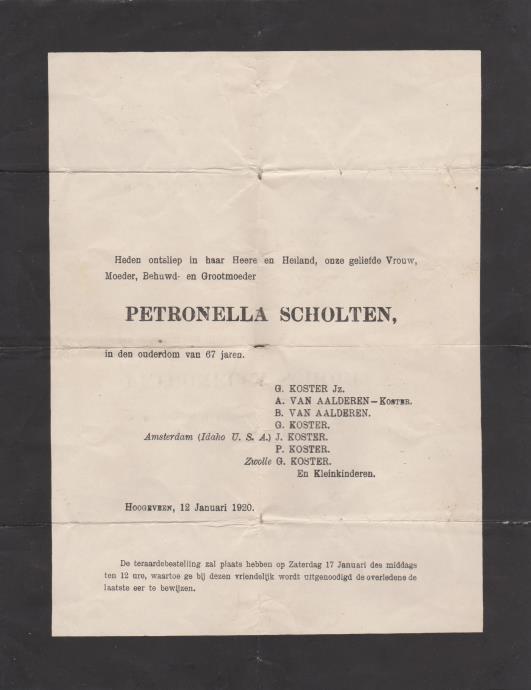 Heden ontsliep in haar Heere en Heiland, onze geliefde Vrouw,
Moeder, Behuwd- en Grootmoeder
PETRONELLA SCHOLTEN,
in den ouderdom van 67 jaren.
G. KOSTER Jz.
A. VAN AALDEREN–KOSTER.
B. VAN AALDEREN.
G. KOSTER.
Amsterdam (Idaho U. S. A.) J. KOSTER.
P. KOSTER.
Zwolle G. KOSTER.
En Kleinkinderen.
HOOGEVEEN, 12 Januari 1920.
De teraardebestelling zal plaats hebben op Zaterdag 17 Januari des middags
ten 12 ure, waartoe ge bij dezen vriendelijk wordt uitgenoodigd de overledene de
laatste eer te bewijzen.